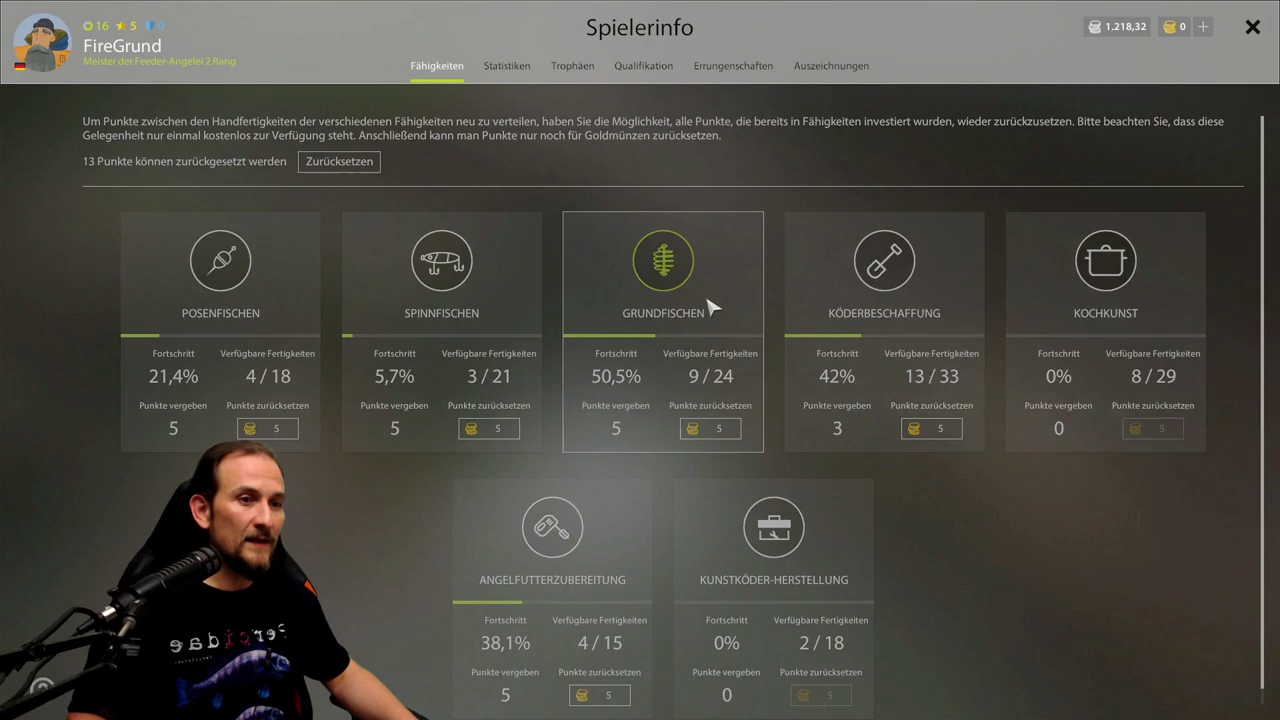 16 5 0
FireGrund
Meister der Feeder-Angelei 2 Rang
Spielerinfo
1.218,32 0 +
Fähigkeiten Statistiken Trophäen Qualifikation Errungenschaften Auszeichnungen
Um Punkte zwischen den Handfertigkeiten der verschiedenen Fähigkeiten neu zu verteilen, haben Sie die Möglichkeit, alle Punkte, die bereits in Fähigkeiten investiert wurden, wieder zurückzusetzen. Bitte beachten Sie, dass diese
Gelegenheit nur einmal kostenlos zur Verfügung steht. Anschließend kann man Punkte nur noch für Goldmünzen zurücksetzen.
13 Punkte können zurückgesetzt werden Zurücksetzen
POSENFISCHEN
Fortschritt Verfügbare Fertigkeiten
21,4% 4 / 18
Punkte vergeben Punkte zurücksetzen
5 5
SPINNFISCHEN
Fortschritt Verfügbare Fertigkeiten
5,7% 3 / 21
Punkte vergeben Punkte zurücksetzen
5 5
GRUNDFISCHEN
Fortschritt Verfügbare Fertigkeiten
50,5% 9 / 24
Punkte vergeben Punkte zurücksetzen
5 5
KÖDERBESCHAFFUNG
Fortschritt Verfügbare Fertigkeiten
42% 13 / 33
Punkte vergeben Punkte zurücksetzen
3 5
KOCHKUNST
Fortschritt Verfügbare Fertigkeiten
0% 8 / 29
Punkte vergeben Punkte zurücksetzen
0 5
ANGELFUTTERZUBEREITUNG
Fortschritt Verfügbare Fertigkeiten
38,1% 4 / 15
Punkte vergeben Punkte zurücksetzen
5 5
KUNSTKÖDER-HERSTELLUNG
Fortschritt Verfügbare Fertigkeiten
0% 2 / 18
Punkte vergeben Punkte zurücksetzen
0 5